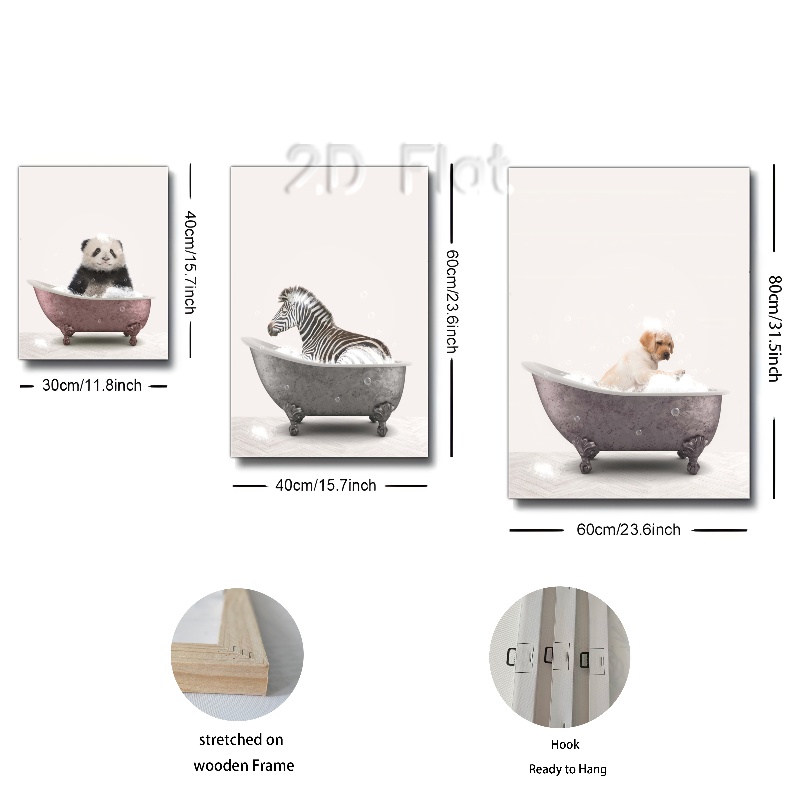 2D Flat
40cm/15.7inch
60cm/23.6inch
80cm/31.5inch
30cm/11.8inch
40cm/15.7inch
60cm/23.6inch
stretched on
wooden Frame
Hook
Ready to Hang